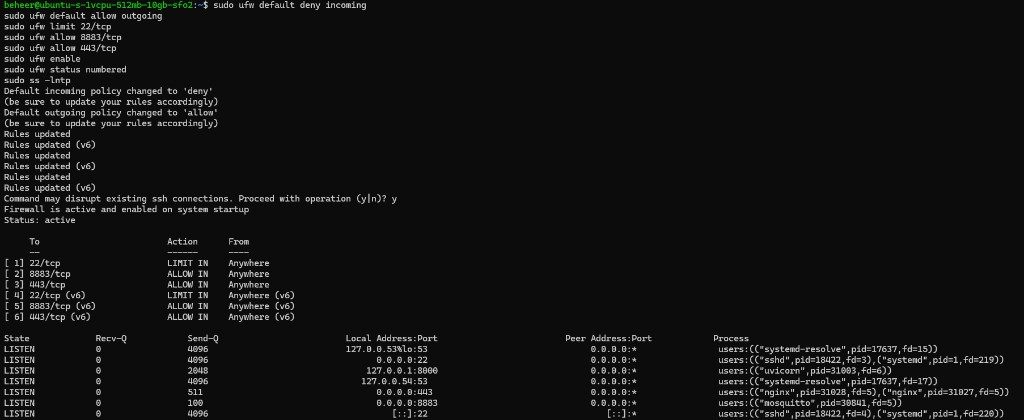 beheer@ubuntu-s-1vcpu-512mb-10gb-sfo2:~$ sudo ufw default deny incoming
sudo ufw default allow outgoing
sudo ufw limit 22/tcp
sudo ufw allow 8883/tcp
sudo ufw allow 443/tcp
sudo ufw enable
sudo ufw status numbered
sudo ss -lntp
Default incoming policy changed to 'deny'
(be sure to update your rules accordingly)
Default outgoing policy changed to 'allow'
(be sure to update your rules accordingly)
Rules updated
Rules updated (v6)
Rules updated
Rules updated (v6)
Rules updated
Rules updated (v6)
Command may disrupt existing ssh connections. Proceed with operation (y|n)? y
Firewall is active and enabled on system startup
Status: active
To Action From
-- ------ ----
[ 1] 22/tcp LIMIT IN Anywhere
[ 2] 8883/tcp ALLOW IN Anywhere
[ 3] 443/tcp ALLOW IN Anywhere
[ 4] 22/tcp (v6) LIMIT IN Anywhere (v6)
[ 5] 8883/tcp (v6) ALLOW IN Anywhere (v6)
[ 6] 443/tcp (v6) ALLOW IN Anywhere (v6)
State Recv-Q Send-Q Local Address:Port Peer Address:Port Process
LISTEN 0 4096 127.0.0.53%lo:53 0.0.0.0:* users:(("systemd-resolve",pid=17637,fd=15))
LISTEN 0 4096 0.0.0.0:22 0.0.0.0:* users:(("sshd",pid=18422,fd=3),("systemd",pid=1,fd=219))
LISTEN 0 2048 127.0.0.1:8000 0.0.0.0:* users:(("uvicorn",pid=31003,fd=6))
LISTEN 0 4096 127.0.0.54:53 0.0.0.0:* users:(("systemd-resolve",pid=17637,fd=17))
LISTEN 0 511 0.0.0.0:443 0.0.0.0:* users:(("nginx",pid=31028,fd=5),("nginx",pid=31027,fd=5))
LISTEN 0 100 0.0.0.0:8883 0.0.0.0:* users:(("mosquitto",pid=30841,fd=5))
LISTEN 0 4096 [::]:22 [::]:* users:(("sshd",pid=18422,fd=4),("systemd",pid=1,fd=220))